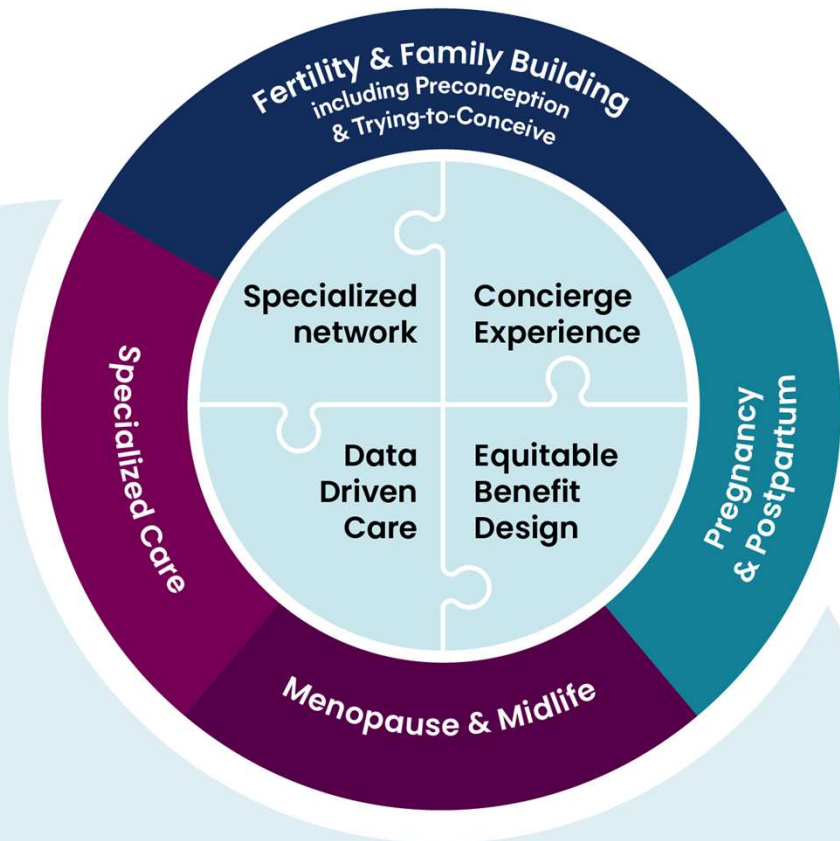 Fertility & Family Building
including Preconception
& Trying-to-Conceive
Specialized
network
Concierge
Experience
Data
Driven
Care
Equitable
Benefit
Design
Pregnancy
& Postpartum
Menopause & Midlife
Specialized Care